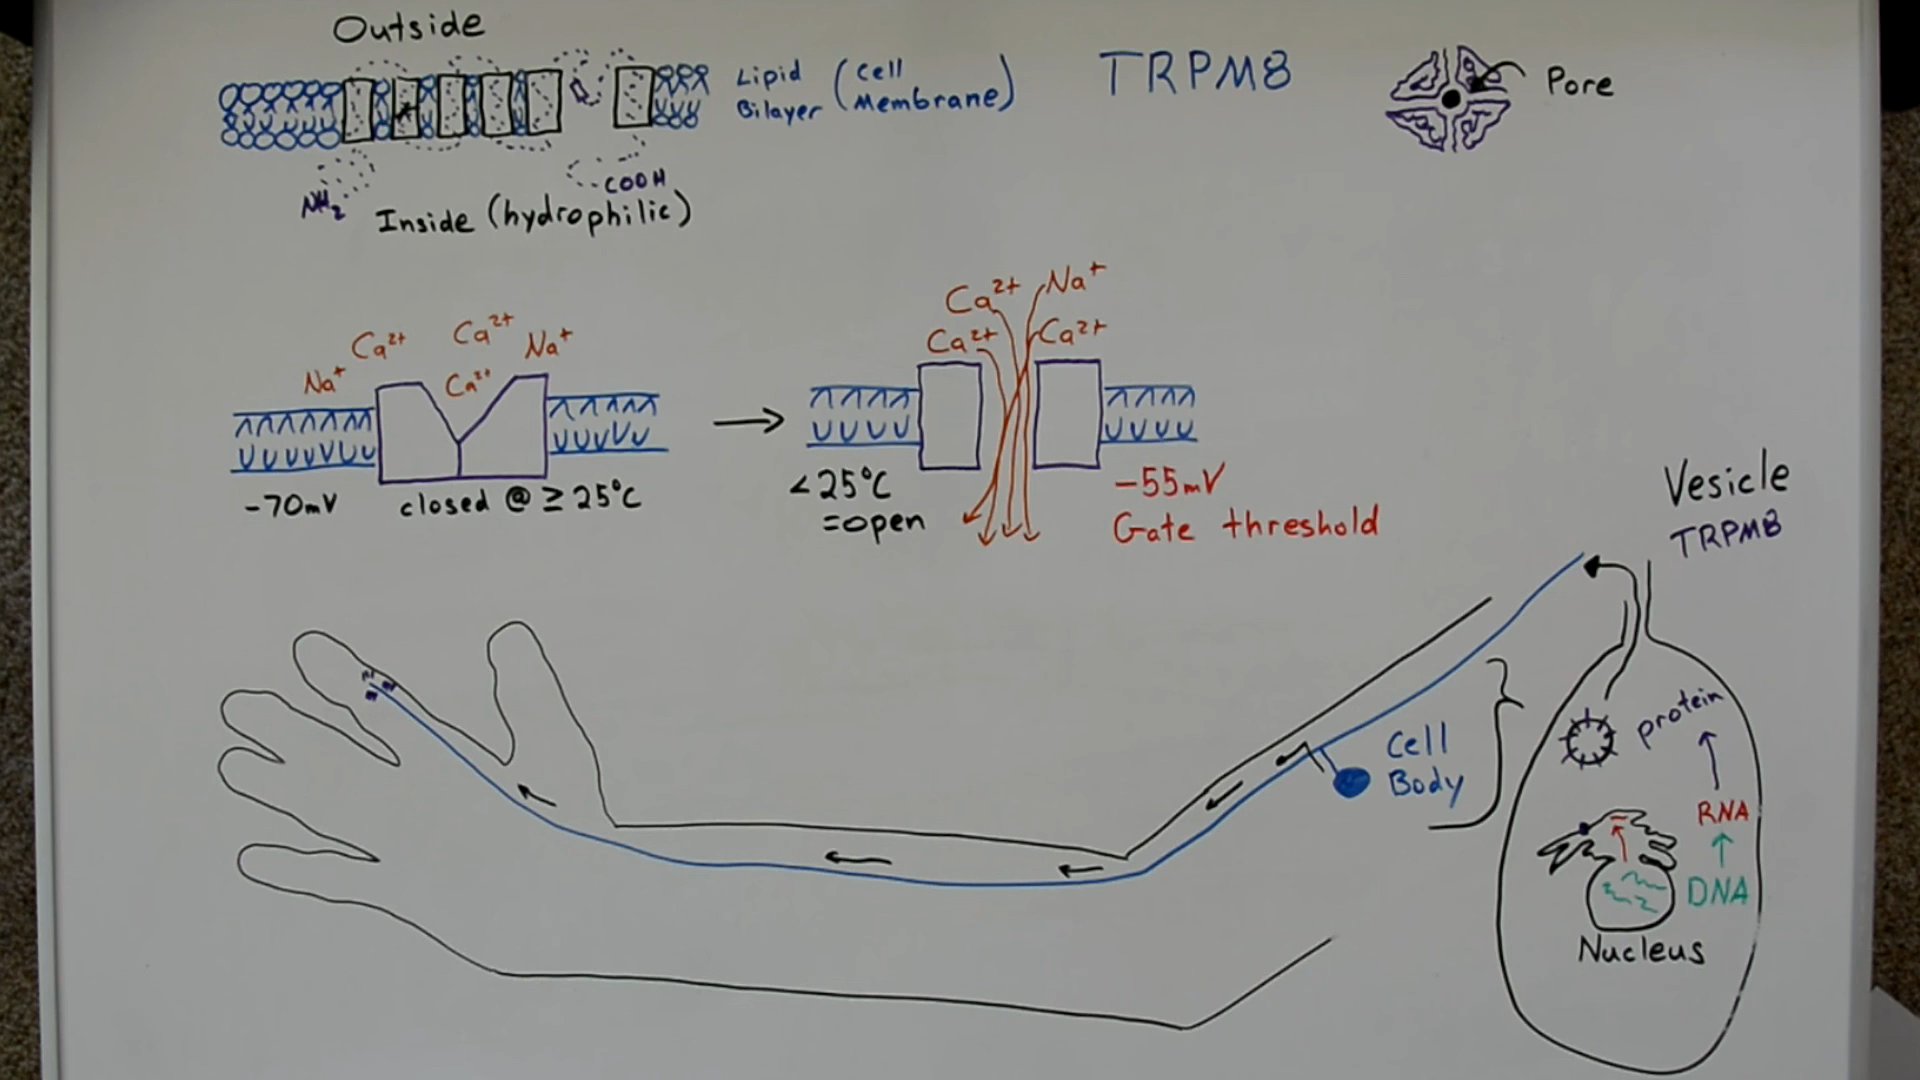 Outside
Lipid Bilayer (Cell Membrane)
TRPM8
Pore
NH₂
COOH
Inside (hydrophilic)
Na⁺
Ca²⁺
Ca²⁺
Ca²⁺
Na⁺
-70mV
closed @ ≥ 25°C
Ca²⁺
Na⁺
Ca²⁺
Ca²⁺
< 25°C
=open
-55mV
Gate threshold
Vesicle
TRPM8
Cell
Body
protein
RNA
DNA
Nucleus